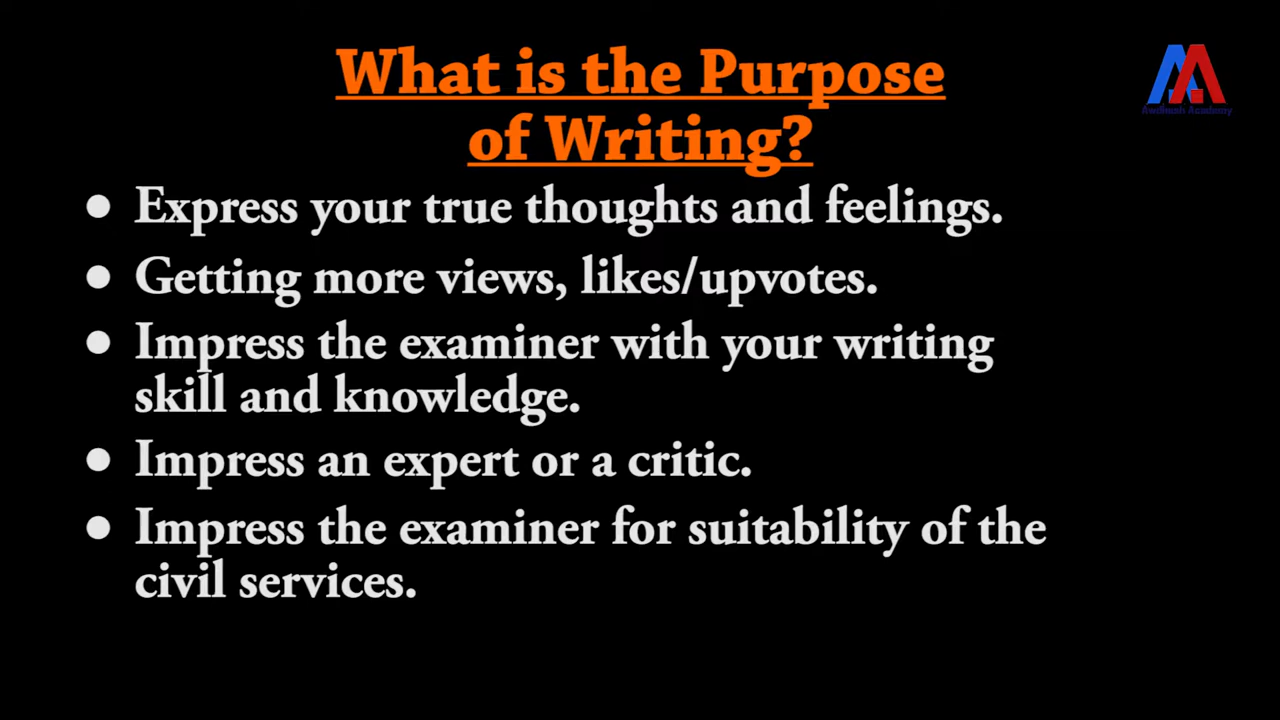 What is the Purpose
of Writing?
Awdhesh Academy
● Express your true thoughts and feelings.
● Getting more views, likes/upvotes.
● Impress the examiner with your writing
skill and knowledge.
● Impress an expert or a critic.
● Impress the examiner for suitability of the
civil services.